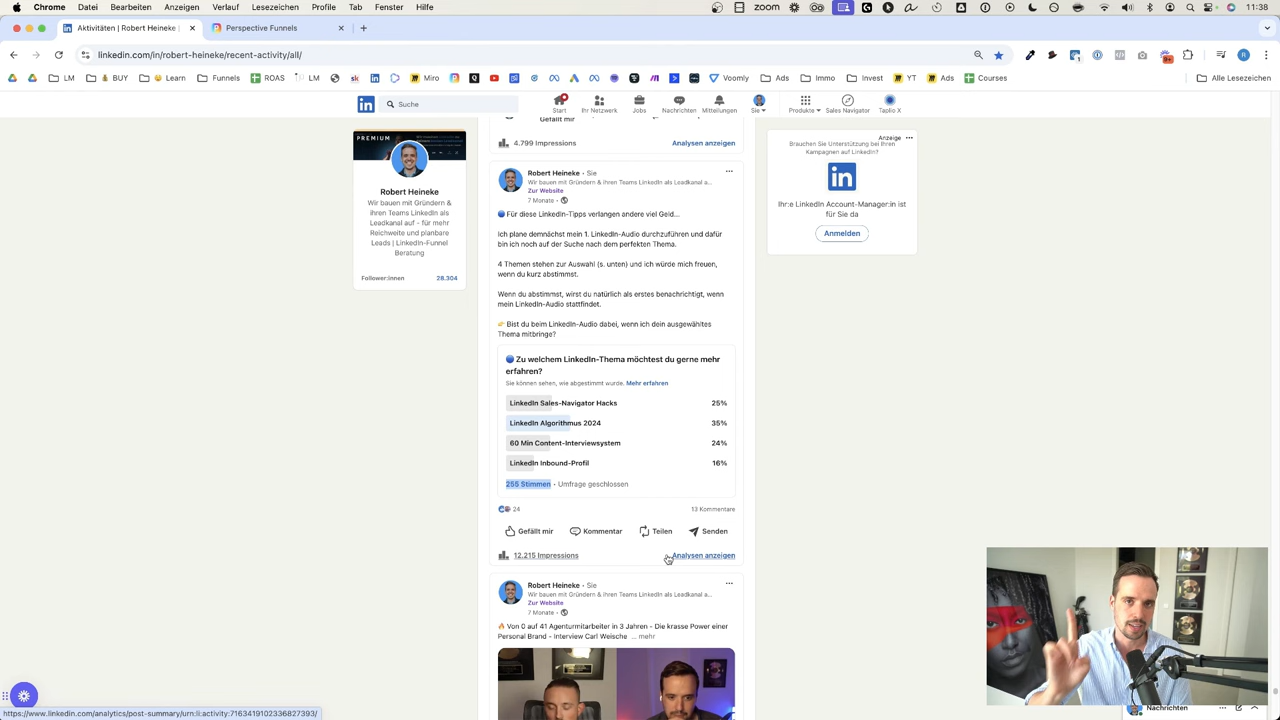 Chrome Ablage Bearbeiten Darstellung Verlauf Lesezeichen Profile Tab Fenster Hilfe
11:38
Aktivitäten | Robert Heineke |
Perspective Funnels
linkedin.com/in/robert-heineke/recent-activity/all/
LM
BUY
Learn
Funnels
ROAS
LM
Miro
Voomly
Ads
Immo
Invest
YT
Ads
Courses
Alle Lesezeichen
Suche
Start
Ihr Netzwerk
Jobs
Nachrichten
Mitteilungen
Sie
Produkte
Sales Navigator
Taplio X
PREMIUM
Robert Heineke
Wir bauen mit Gründern &
ihren Teams LinkedIn als
Leadkanal auf - für mehr
Reichweite und planbare
Leads | LinkedIn-Funnel
Beratung
Follower:innen 28.304
Gefällt mir
4.799 Impressions Analysen anzeigen
Robert Heineke • Sie
Wir bauen mit Gründern & ihren Teams LinkedIn als Leadkanal a...
Zur Website
7 Monate •
Für diese LinkedIn-Tipps verlangen andere viel Geld...
Ich plane demnächst mein 1. LinkedIn-Audio durchzuführen und dafür
bin ich noch auf der Suche nach dem perfekten Thema.
4 Themen stehen zur Auswahl (s. unten) und ich würde mich freuen,
wenn du kurz abstimmst.
Wenn du abstimmst, wirst du natürlich als erstes benachrichtigt, wenn
mein LinkedIn-Audio stattfindet.
👉 Bist du beim LinkedIn-Audio dabei, wenn ich dein ausgewähltes
Thema mitbringe?
Zu welchem LinkedIn-Thema möchtest du gerne mehr
erfahren?
Sie können sehen, wie abgestimmt wurde. Mehr erfahren
LinkedIn Sales-Navigator Hacks 25%
LinkedIn Algorithmus 2024 35%
60 Min Content-Interviewsystem 24%
LinkedIn Inbound-Profil 16%
255 Stimmen • Umfrage geschlossen
24 13 Kommentare
Gefällt mir Kommentar Teilen Senden
12.215 Impressions Analysen anzeigen
Robert Heineke • Sie
Wir bauen mit Gründern & ihren Teams LinkedIn als Leadkanal a...
Zur Website
7 Monate •
🔥 Von 0 auf 41 Agenturmitarbeiter in 3 Jahren - Die krasse Power einer
Personal Brand - Interview Carl Weische ... mehr
Anzeige
Brauchen Sie Unterstützung bei Ihren
Kampagnen auf LinkedIn?
Ihr:e LinkedIn Account-Manager:in ist
für Sie da
Anmelden
Nachrichten
https://www.linkedin.com/analytics/post-summary/urn:li:activity:7163419102336827393/